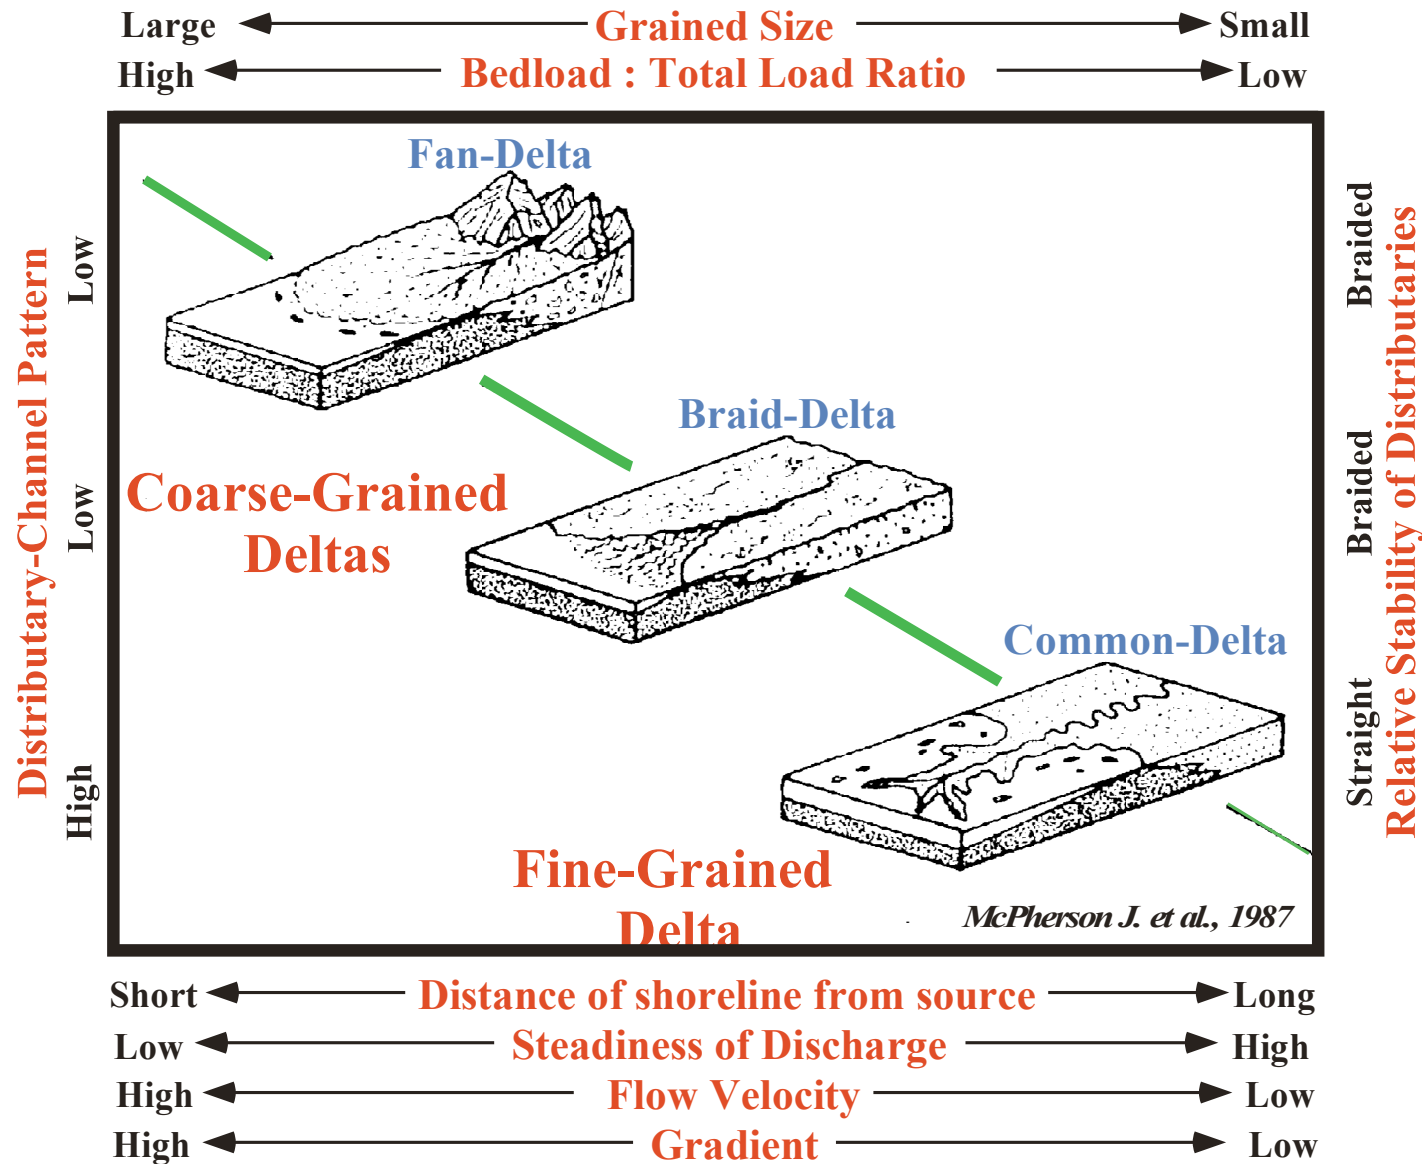 Large Grained Size Small
High Bedload : Total Load Ratio Low
Fan-Delta
Braid-Delta
Coarse-Grained
Deltas
Common-Delta
Fine-Grained
Delta
McPherson J. et al., 1987
Distributary-Channel Pattern
Low
Low
High
Braided
Braided
Straight
Relative Stability of Distributaries
Short Distance of shoreline from source Long
Low Steadiness of Discharge High
High Flow Velocity Low
High Gradient Low